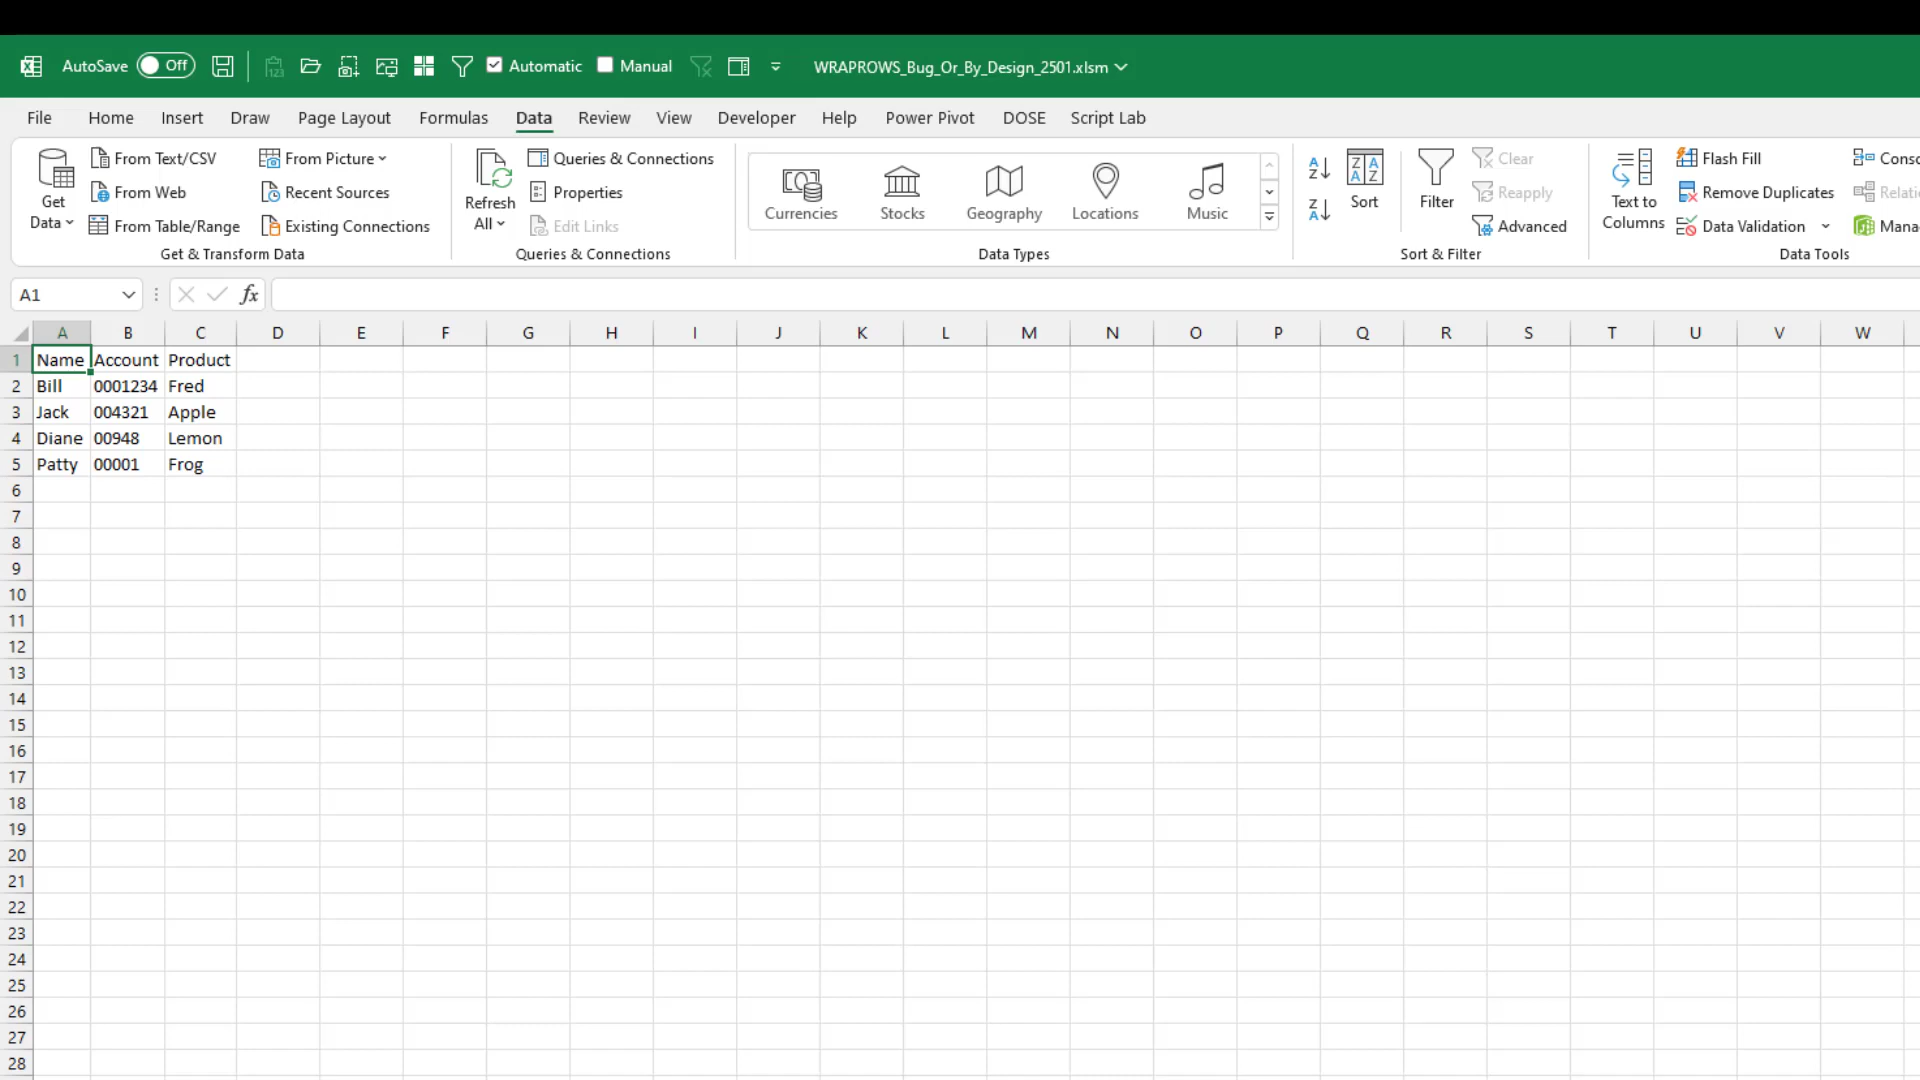 AutoSave Off 123 Automatic Manual WRAPROWS_Bug_Or_By_Design_2501.xlsm
File Home Insert Draw Page Layout Formulas Data Review View Developer Help Power Pivot DOSE Script Lab
Get Data
From Text/CSV
From Web
From Table/Range
From Picture
Recent Sources
Existing Connections
Get & Transform Data
Refresh All
Queries & Connections
Properties
Edit Links
Queries & Connections
Currencies Stocks Geography Locations Music
Data Types
Sort
Filter
Clear
Reapply
Advanced
Sort & Filter
Text to Columns
Flash Fill
Remove Duplicates
Data Validation
Conso
Relati
Mana
Data Tools
A1 fx
A B C D E F G H I J K L M N O P Q R S T U V W
1 Name Account Product
2 Bill 0001234 Fred
3 Jack 004321 Apple
4 Diane 00948 Lemon
5 Patty 00001 Frog
6
7
8
9
10
11
12
13
14
15
16
17
18
19
20
21
22
23
24
25
26
27
28